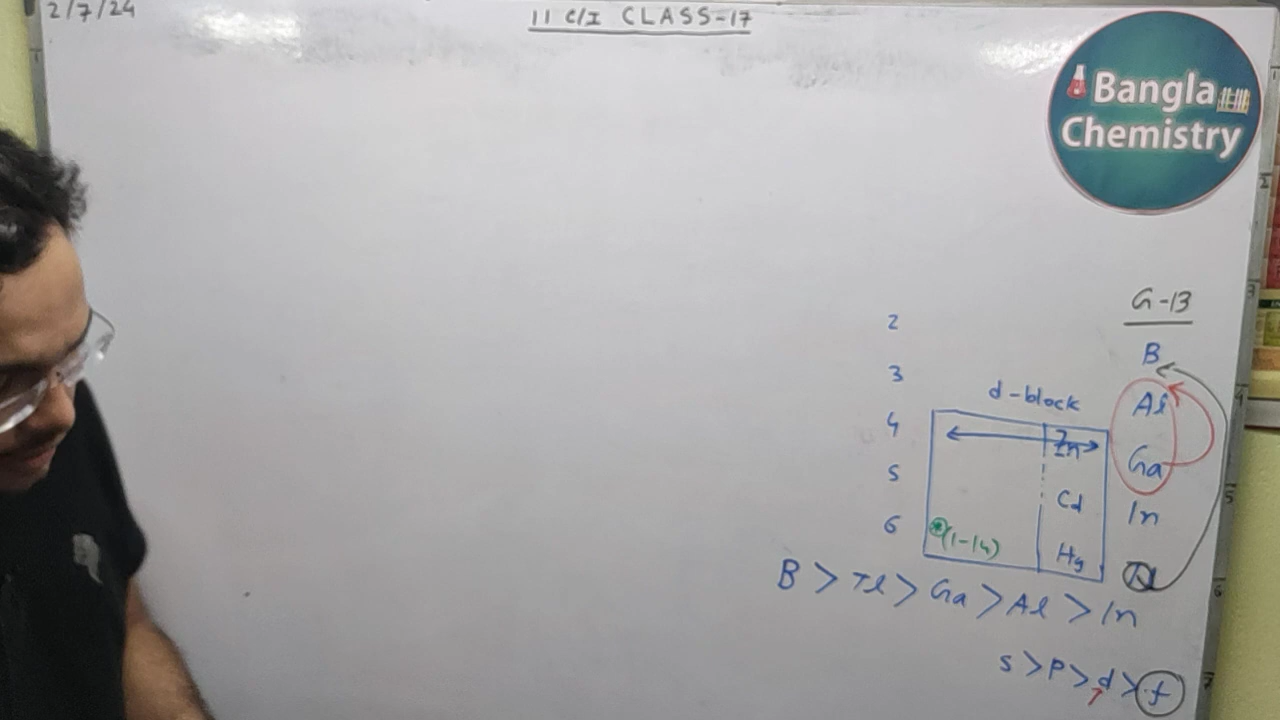 2/7/24
11 C/I CLASS-17
Bangla
Chemistry
G-13
2
B
3
d-block
Al
4
Zn
Ga
5
Cd
In
6
(1-14)
Hg
Tl
B > Tl > Ga > Al > In
s > p > d > f